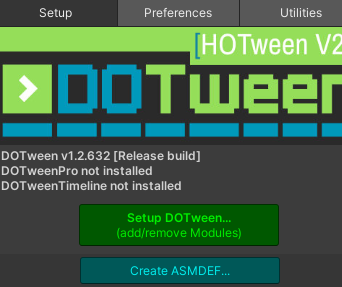 Setup Preferences Utilities
[HOTween V2
DOTween
DOTween v1.2.632 [Release build]
DOTweenPro not installed
DOTweenTimeline not installed
Setup DOTween...
(add/remove Modules)
Create ASMDEF...